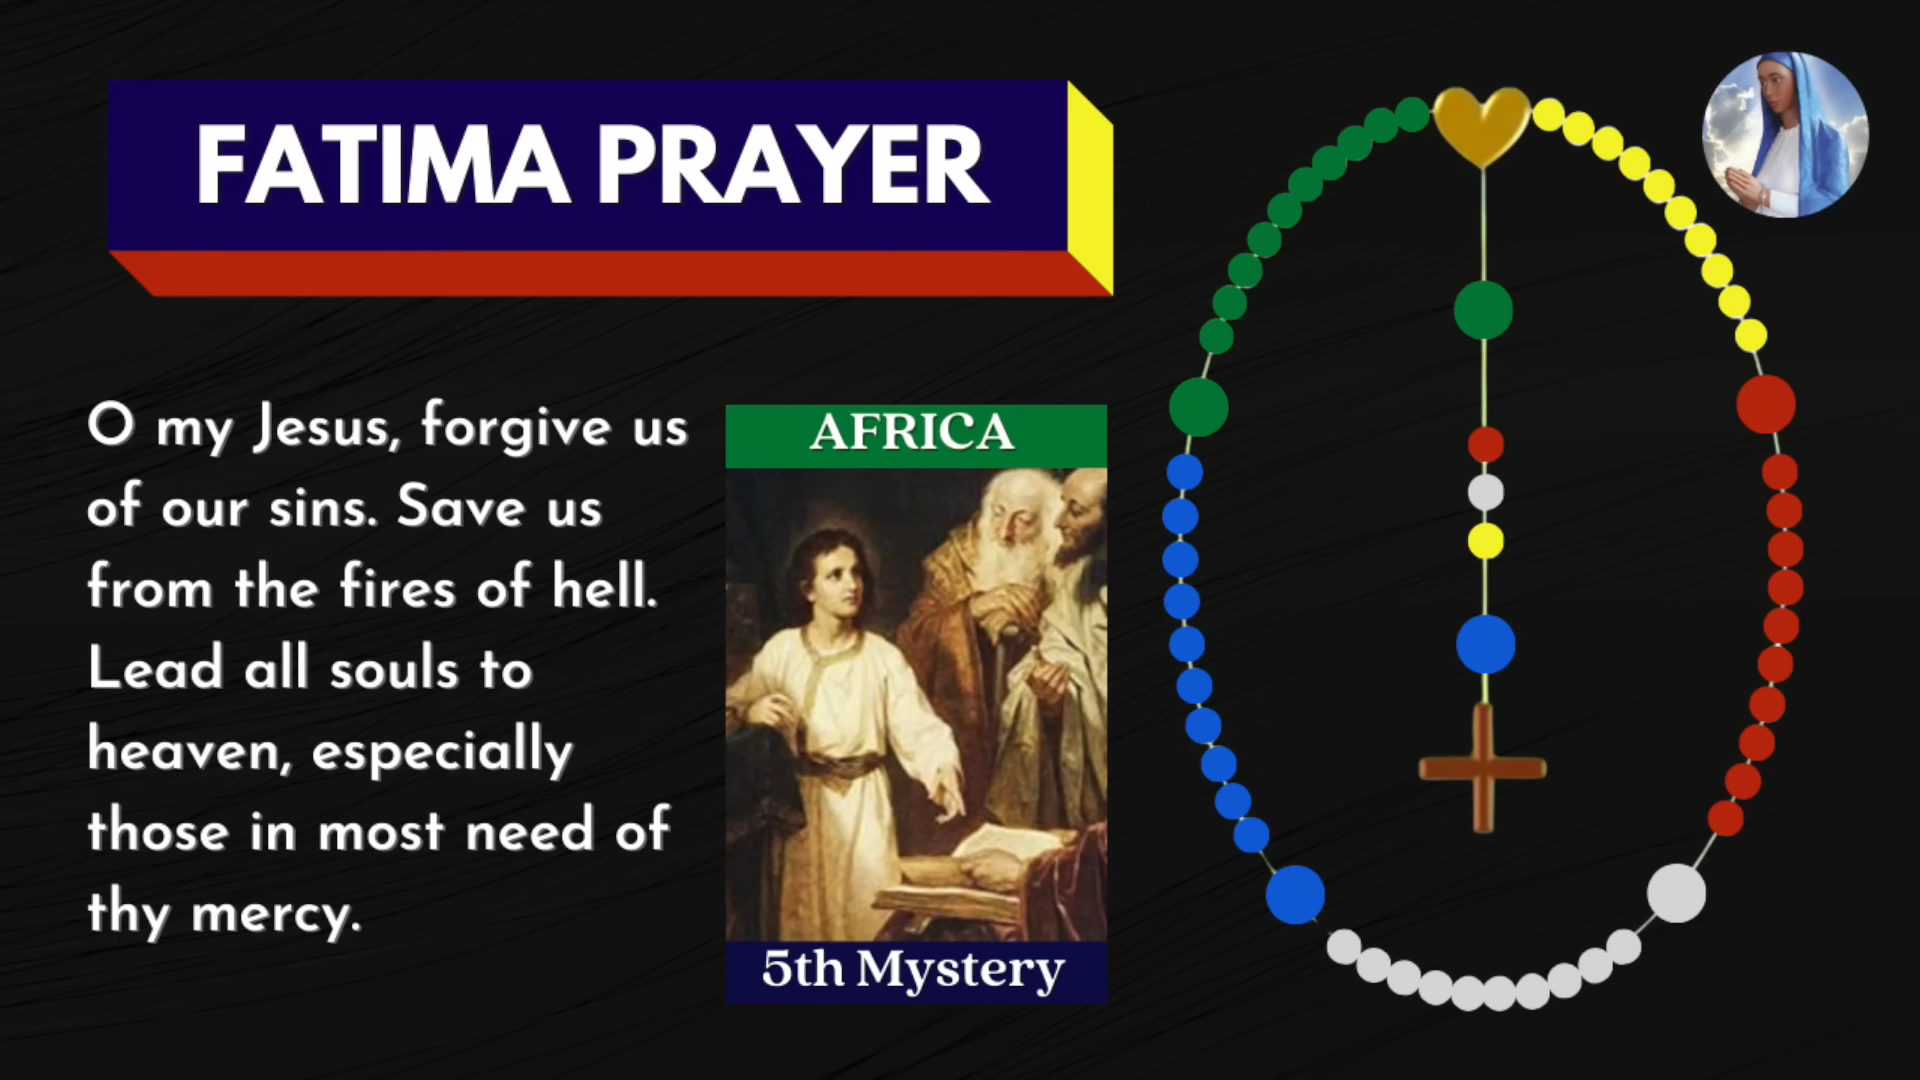 FATIMA PRAYER
O my Jesus, forgive us
of our sins. Save us
from the fires of hell.
Lead all souls to
heaven, especially
those in most need of
thy mercy.
AFRICA
5th Mystery